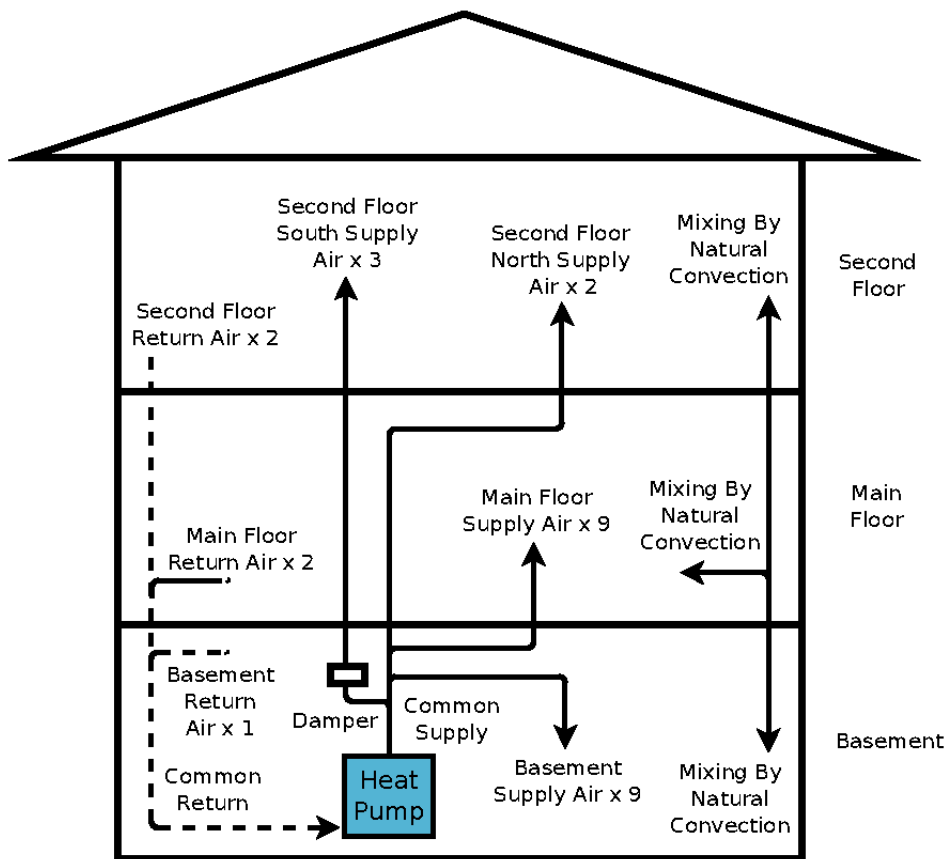 Second Floor
South Supply
Air x 3
Second Floor
North Supply
Air x 2
Mixing By
Natural
Convection
Second
Floor
Second Floor
Return Air x 2
Main Floor
Supply Air x 9
Mixing By
Natural
Convection
Main
Floor
Main Floor
Return Air x 2
Basement
Return
Air x 1
Damper
Common
Supply
Basement
Common
Return
Heat
Pump
Basement
Supply Air x 9
Mixing By
Natural
Convection